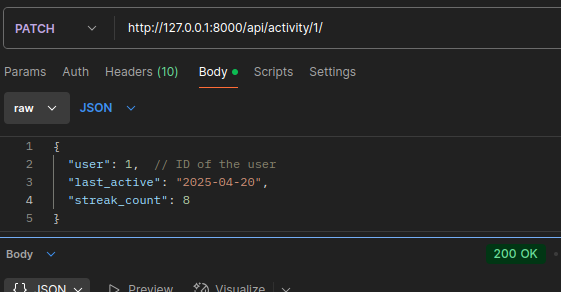 PATCH http://127.0.0.1:8000/api/activity/1/
Params Auth Headers (10) Body Scripts Settings
raw JSON
1 {
2 "user": 1, // ID of the user
3 "last_active": "2025-04-20",
4 "streak_count": 8
5 }
Body 200 OK
{} JSON Preview Visualize